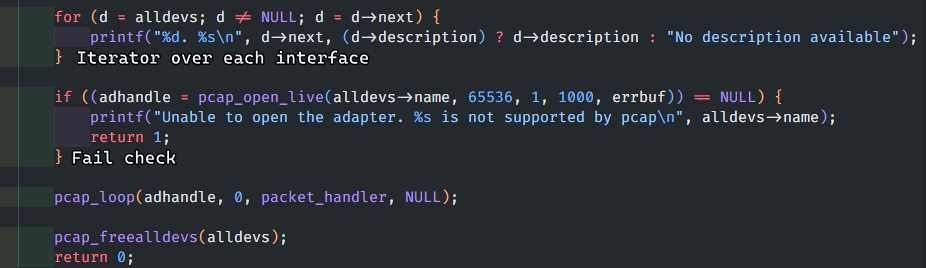 for (d = alldevs; d ≠ NULL; d = d→next) {
printf("%d. %s\n", d→next, (d→description) ? d→description : "No description available");
} Iterator over each interface
if ((adhandle = pcap_open_live(alldevs→name, 65536, 1, 1000, errbuf)) == NULL) {
printf("Unable to open the adapter. %s is not supported by pcap\n", alldevs→name);
return 1;
} Fail check
pcap_loop(adhandle, 0, packet_handler, NULL);
pcap_freealldevs(alldevs);
return 0;